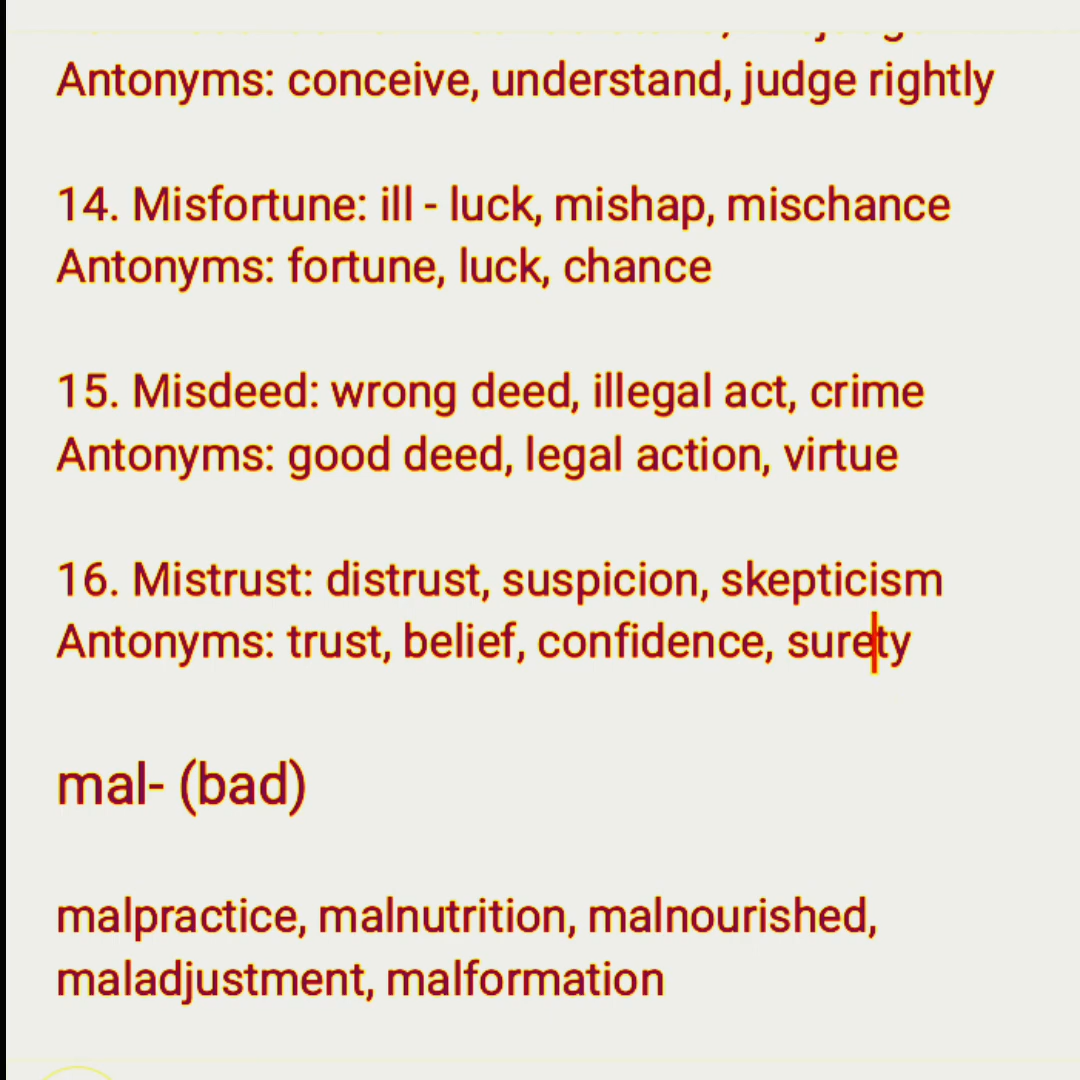 Antonyms: conceive, understand, judge rightly
14. Misfortune: ill - luck, mishap, mischance
Antonyms: fortune, luck, chance
15. Misdeed: wrong deed, illegal act, crime
Antonyms: good deed, legal action, virtue
16. Mistrust: distrust, suspicion, skepticism
Antonyms: trust, belief, confidence, surety
mal- (bad)
malpractice, malnutrition, malnourished,
maladjustment, malformation